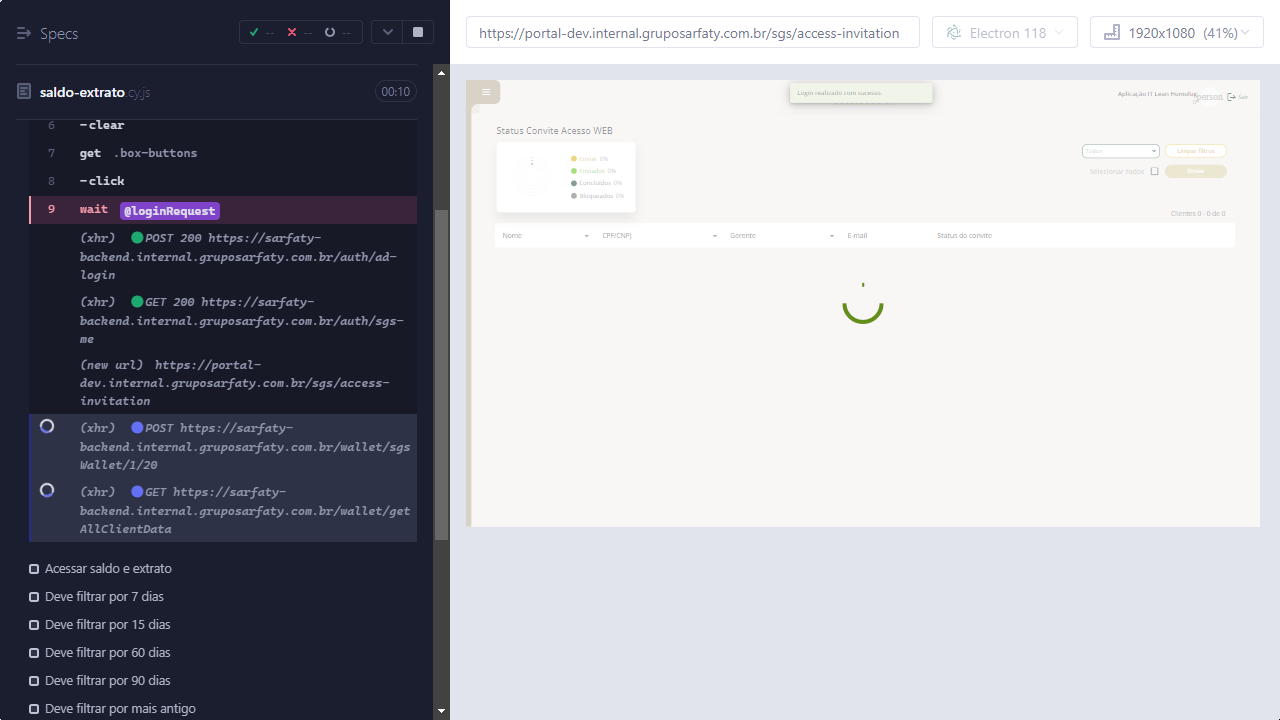 Specs
--
--
--
saldo-extrato.cy.js
00:10
6 -clear
7 get .box-buttons
8 -click
9 wait @loginRequest
(xhr) POST 200 https://sarfaty-
backend.internal.gruposarfaty.com.br/auth/ad-
login
(xhr) GET 200 https://sarfaty-
backend.internal.gruposarfaty.com.br/auth/sgs-
me
(new url) https://portal-
dev.internal.gruposarfaty.com.br/sgs/access-
invitation
(xhr) POST https://sarfaty-
backend.internal.gruposarfaty.com.br/wallet/sgs
Wallet/1/20
(xhr) GET https://sarfaty-
backend.internal.gruposarfaty.com.br/wallet/get
AllClientData
Acessar saldo e extrato
Deve filtrar por 7 dias
Deve filtrar por 15 dias
Deve filtrar por 60 dias
Deve filtrar por 90 dias
Deve filtrar por mais antigo
https://portal-dev.internal.gruposarfaty.com.br/sgs/access-invitation
Electron 118
1920x1080 (41%)
Login realizado com sucesso.
Aplicação IT Lean Homolog
person
Sair
Status Convite Acesso WEB
Enviar 0%
Enviados 0%
Concluídos 0%
Bloqueados 0%
Todos
Limpar filtros
Selecionar todos
Enviar
Clientes 0 - 0 de 0
Nome
CPF/CNPJ
Gerente
E-mail
Status do convite